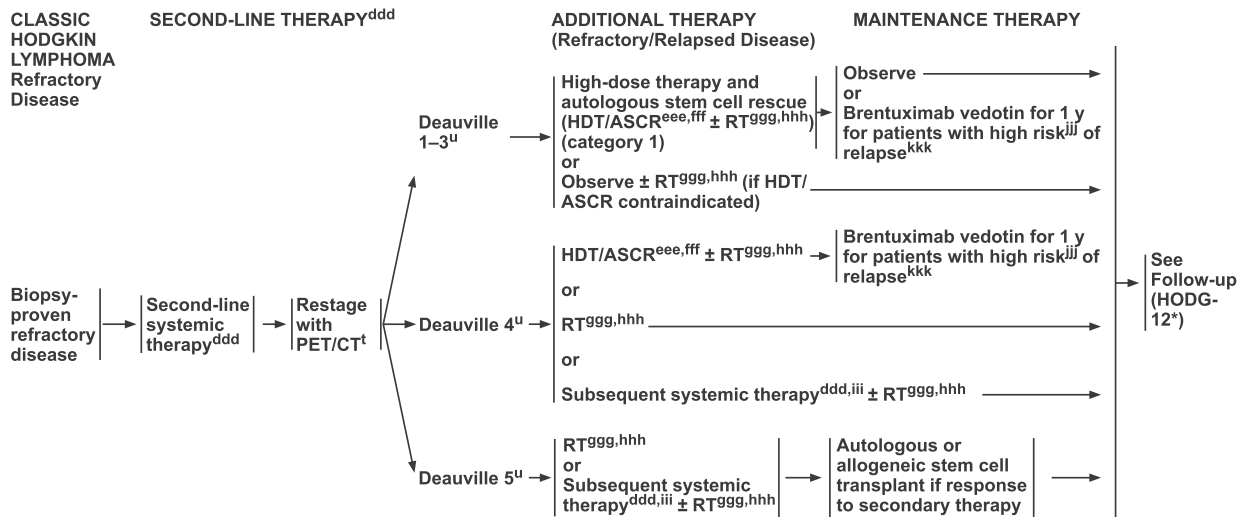 CLASSIC
HODGKIN
LYMPHOMA
Refractory
Disease
SECOND-LINE THERAPYddd
ADDITIONAL THERAPY
(Refractory/Relapsed Disease)
MAINTENANCE THERAPY
Biopsy-
proven
refractory
disease
Second-line
systemic
therapyddd
Restage
with
PET/CTt
Deauville
1–3u
High-dose therapy and
autologous stem cell rescue
(HDT/ASCReee,fff ± RTggg,hhh)
(category 1)
or
Observe ± RTggg,hhh (if HDT/
ASCR contraindicated)
Observe
or
Brentuximab vedotin for 1 y
for patients with high riskjjj of
relapsekkk
Deauville 4u
HDT/ASCReee,fff ± RTggg,hhh
or
RTggg,hhh
or
Subsequent systemic therapyddd,iii ± RTggg,hhh
Brentuximab vedotin for 1 y
for patients with high riskjjj of
relapsekkk
Deauville 5u
RTggg,hhh
or
Subsequent systemic
therapyddd,iii ± RTggg,hhh
Autologous or
allogeneic stem cell
transplant if response
to secondary therapy
See
Follow-up
(HODG-
12*)